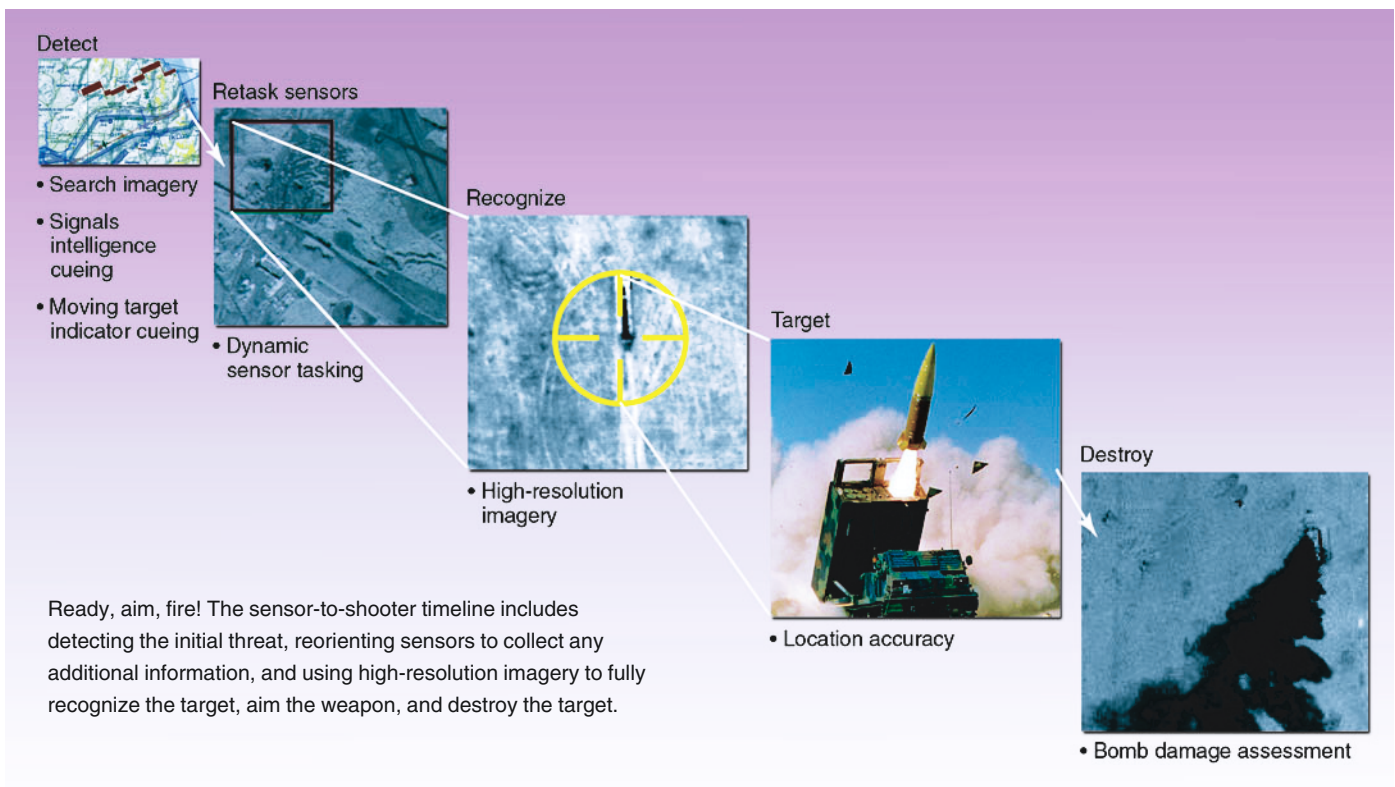 Detect
Retask sensors
• Search imagery
• Signals
intelligence
cueing
• Moving target
indicator cueing
• Dynamic
sensor tasking
Recognize
• High-resolution
imagery
Target
• Location accuracy
Destroy
• Bomb damage assessment
Ready, aim, fire! The sensor-to-shooter timeline includes
detecting the initial threat, reorienting sensors to collect any
additional information, and using high-resolution imagery to fully
recognize the target, aim the weapon, and destroy the target.